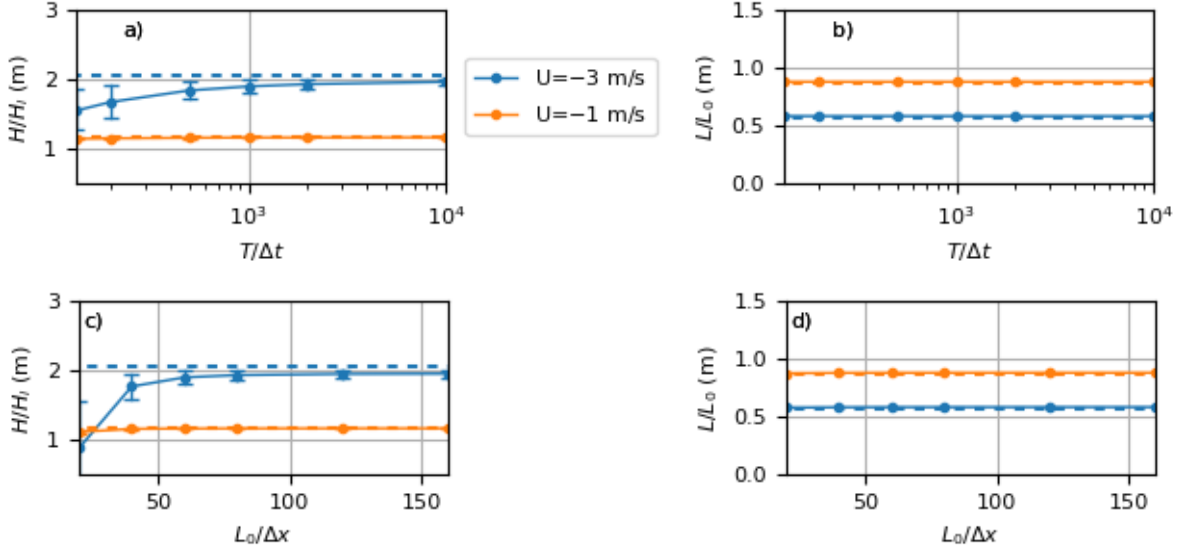 a)
3
2
1
H/Hᵢ (m)
10³
10⁴
T/Δt
U=−3 m/s
U=−1 m/s
b)
1.5
1.0
0.5
0.0
L/L₀ (m)
10³
10⁴
T/Δt
c)
3
2
1
H/Hᵢ (m)
50
100
150
L₀/Δx
d)
1.5
1.0
0.5
0.0
L/L₀ (m)
50
100
150
L₀/Δx